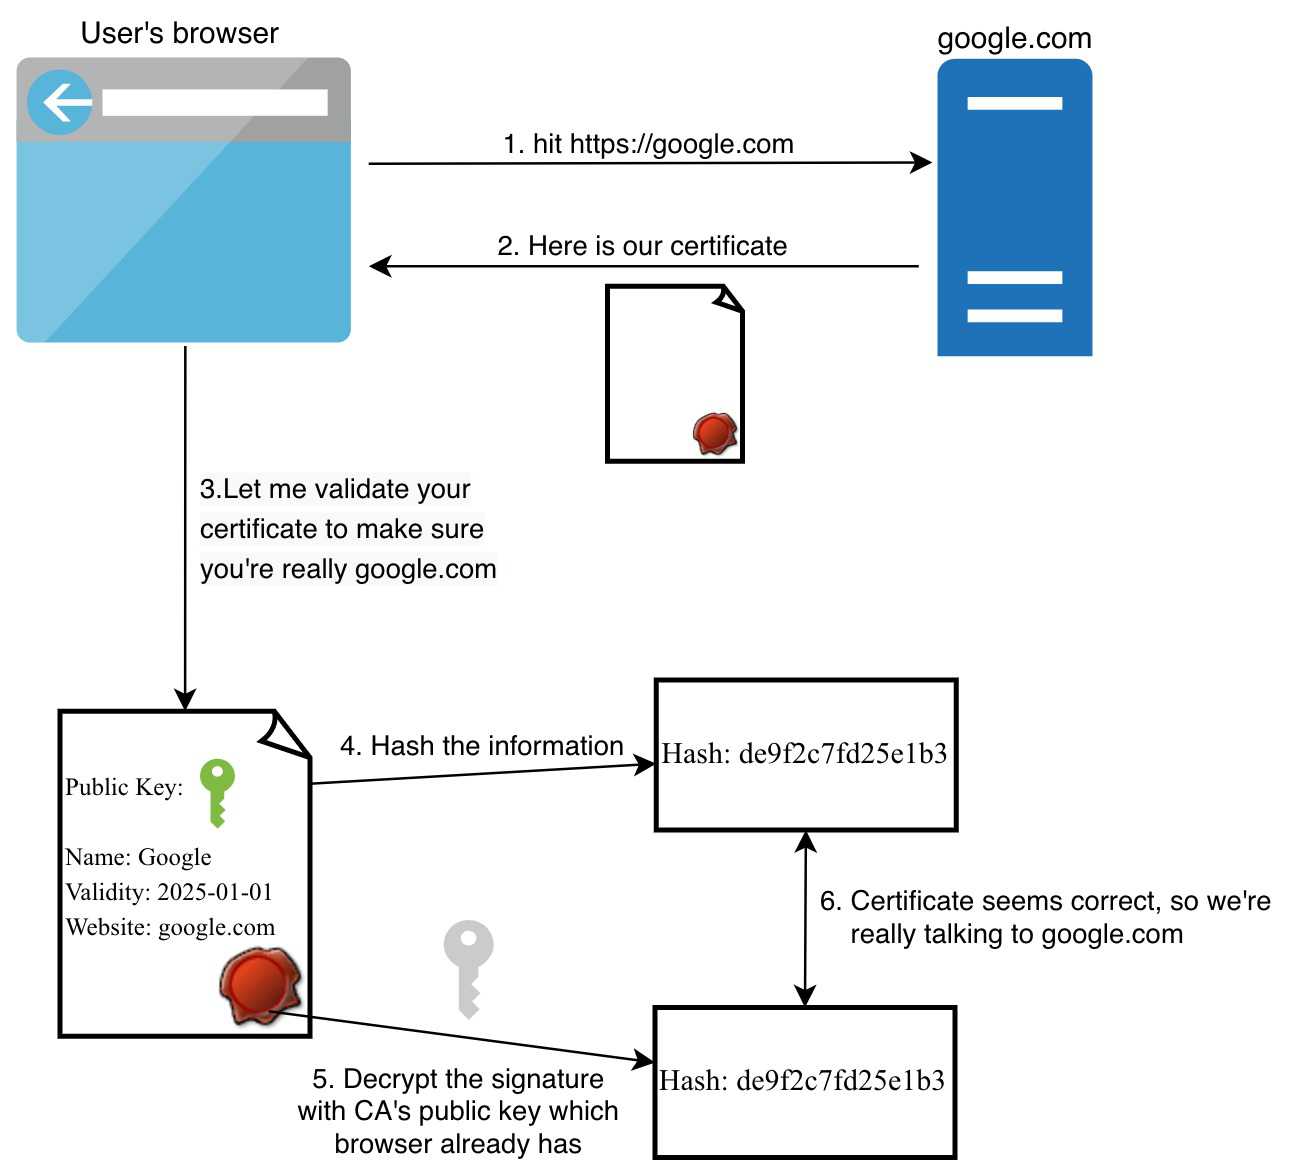 User's browser
google.com
1. hit https://google.com
2. Here is our certificate
3.Let me validate your
certificate to make sure
you're really google.com
4. Hash the information
Hash: de9f2c7fd25e1b3
Public Key:
Name: Google
Validity: 2025-01-01
Website: google.com
6. Certificate seems correct, so we're
really talking to google.com
5. Decrypt the signature
with CA's public key which
browser already has
Hash: de9f2c7fd25e1b3